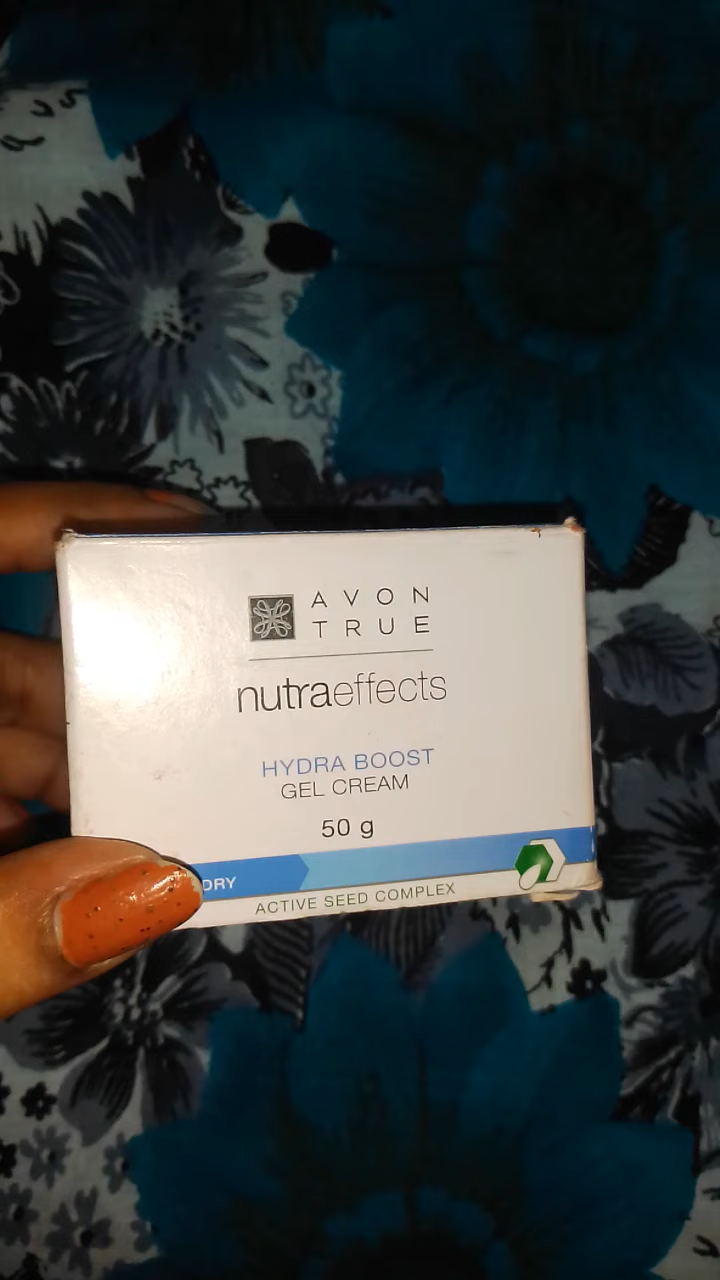 AVON
TRUE
nutraeffects
HYDRA BOOST
GEL CREAM
50 g
DRY
ACTIVE SEED COMPLEX